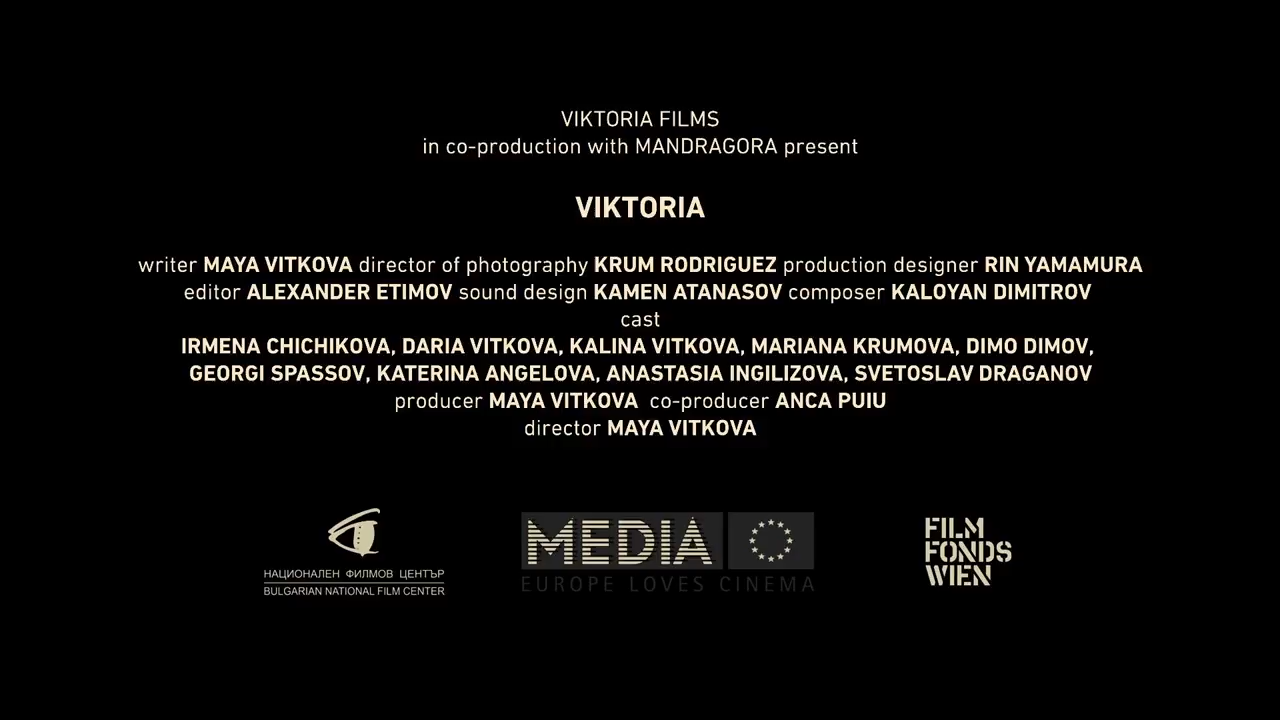 VIKTORIA FILMS
in co-production with MANDRAGORA present
VIKTORIA
writer MAYA VITKOVA director of photography KRUM RODRIGUEZ production designer RIN YAMAMURA
editor ALEXANDER ETIMOV sound design KAMEN ATANASOV composer KALOYAN DIMITROV
cast
IRMENA CHICHIKOVA, DARIA VITKOVA, KALINA VITKOVA, MARIANA KRUMOVA, DIMO DIMOV,
GEORGI SPASSOV, KATERINA ANGELOVA, ANASTASIA INGILIZOVA, SVETOSLAV DRAGANOV
producer MAYA VITKOVA co-producer ANCA PUIU
director MAYA VITKOVA
НАЦИОНАЛЕН ФИЛМОВ ЦЕНТЪР
BULGARIAN NATIONAL FILM CENTER
MEDIA
EUROPE LOVES CINEMA
FILM
FONDS
WIEN